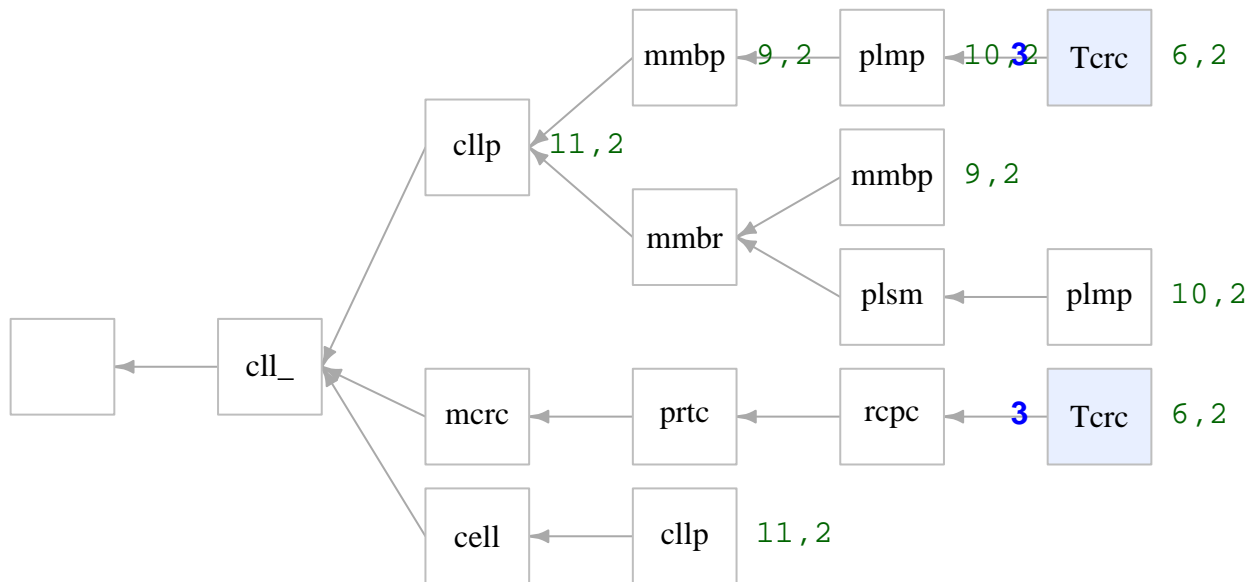 mmbp 9,2 plmp 10,2 3 Tcrc 6,2
cllp 11,2
mmbp 9,2
mmbr
plsm plmp 10,2
cll_
mcrc prtc rcpc 3 Tcrc 6,2
cell cllp 11,2